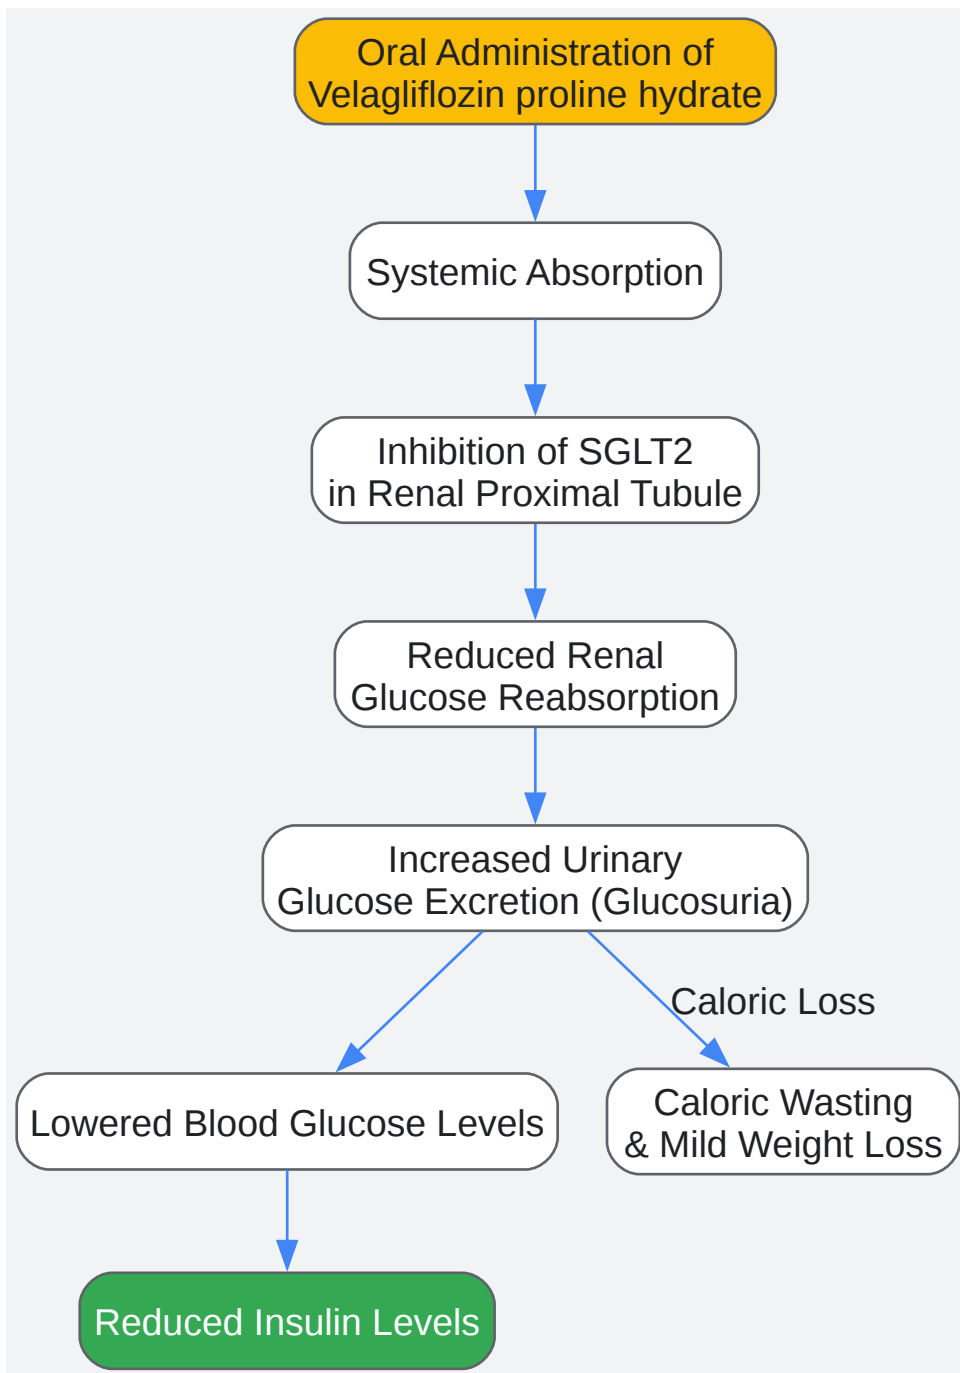 Oral Administration of
Velagliflozin proline hydrate
Systemic Absorption
Inhibition of SGLT2
in Renal Proximal Tubule
Reduced Renal
Glucose Reabsorption
Increased Urinary
Glucose Excretion (Glucosuria)
Caloric Loss
Lowered Blood Glucose Levels
Caloric Wasting
& Mild Weight Loss
Reduced Insulin Levels